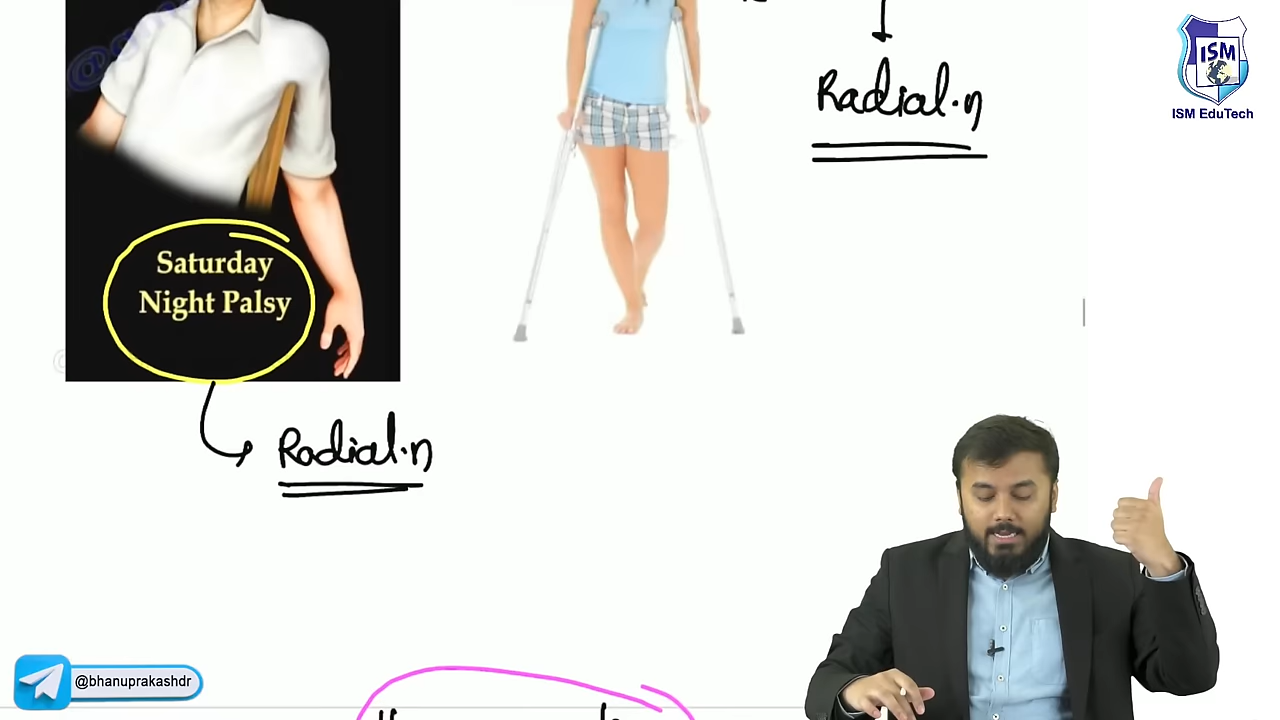 Radial.n
ISM
ISM EduTech
Saturday
Night Palsy
Radial.n
@bhanuprakashdr